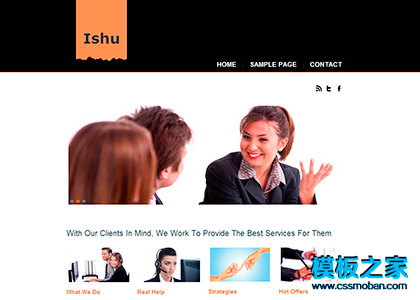 Ishu
HOME SAMPLE PAGE CONTACT
With Our Clients In Mind, We Work To Provide The Best Services For Them
What We Do Real Help Strategies Hot Offers
模板之家
www.cssmoban.com